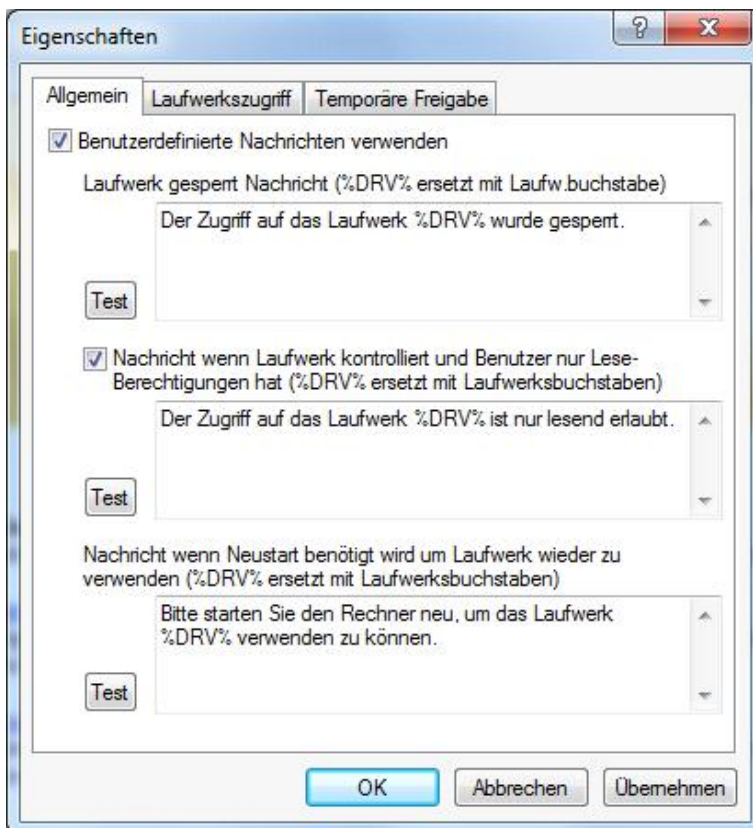 Eigenschaften
Allgemein
Laufwerkszugriff
Temporäre Freigabe
Benutzerdefinierte Nachrichten verwenden
Laufwerk gesperrt Nachricht (%DRV% ersetzt mit Laufw.buchstabe)
Der Zugriff auf das Laufwerk %DRV% wurde gesperrt.
Test
Nachricht wenn Laufwerk kontrolliert und Benutzer nur Lese-
Berechtigungen hat (%DRV% ersetzt mit Laufwerksbuchstaben)
Der Zugriff auf das Laufwerk %DRV% ist nur lesend erlaubt.
Test
Nachricht wenn Neustart benötigt wird um Laufwerk wieder zu
verwenden (%DRV% ersetzt mit Laufwerksbuchstaben)
Bitte starten Sie den Rechner neu, um das Laufwerk
%DRV% verwenden zu können.
Test
OK
Abbrechen
Übernehmen